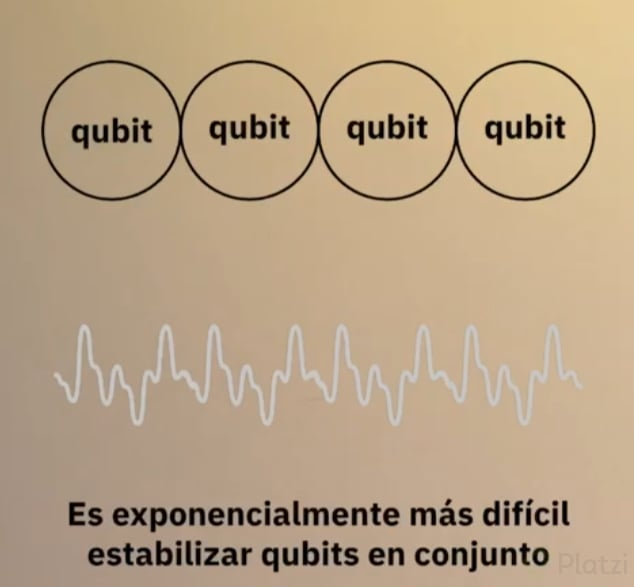 qubit qubit qubit qubit
Es exponencialmente más difícil
estabilizar qubits en conjunto
Platzi